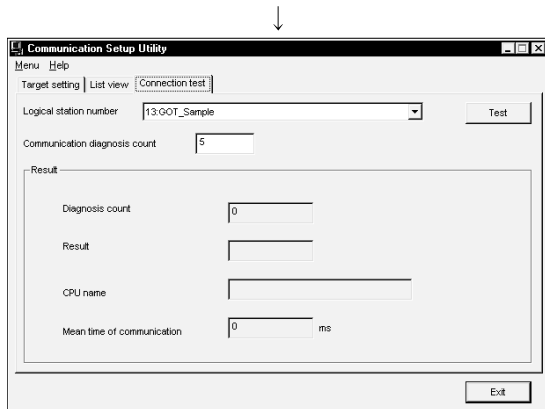 Communication Setup Utility
Menu Help
Target setting List view Connection test
Logical station number 13:GOT_Sample Test
Communication diagnosis count 5
Result
Diagnosis count 0
Result
CPU name
Mean time of communication 0 ms
Exit